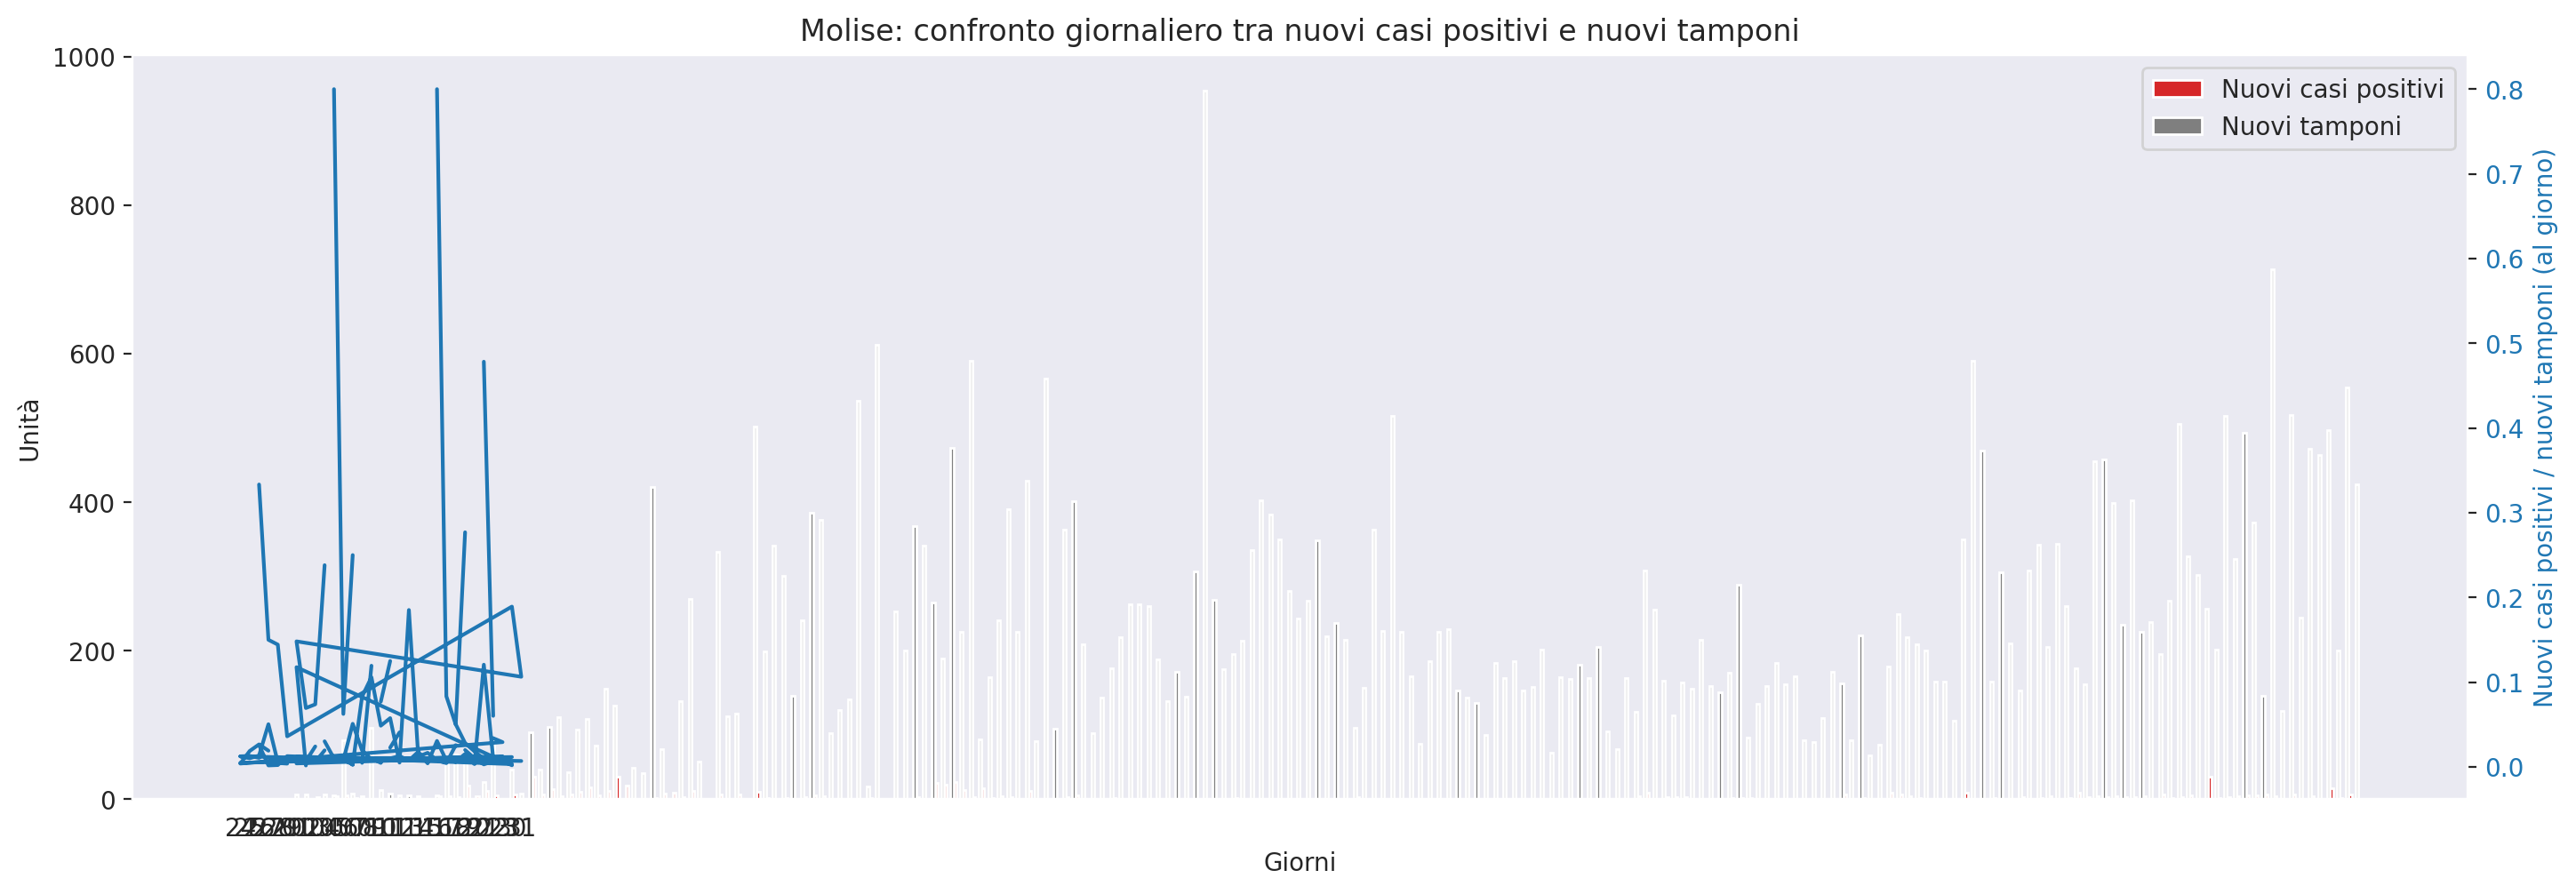 Molise: confronto giornaliero tra nuovi casi positivi e nuovi tamponi
1000
800
600
400
200
0
Unità
Nuovi casi positivi
Nuovi tamponi
0.8
0.7
0.6
0.5
0.4
0.3
0.2
0.1
0.0
Nuovi casi positivi / nuovi tamponi (al giorno)
Giorni